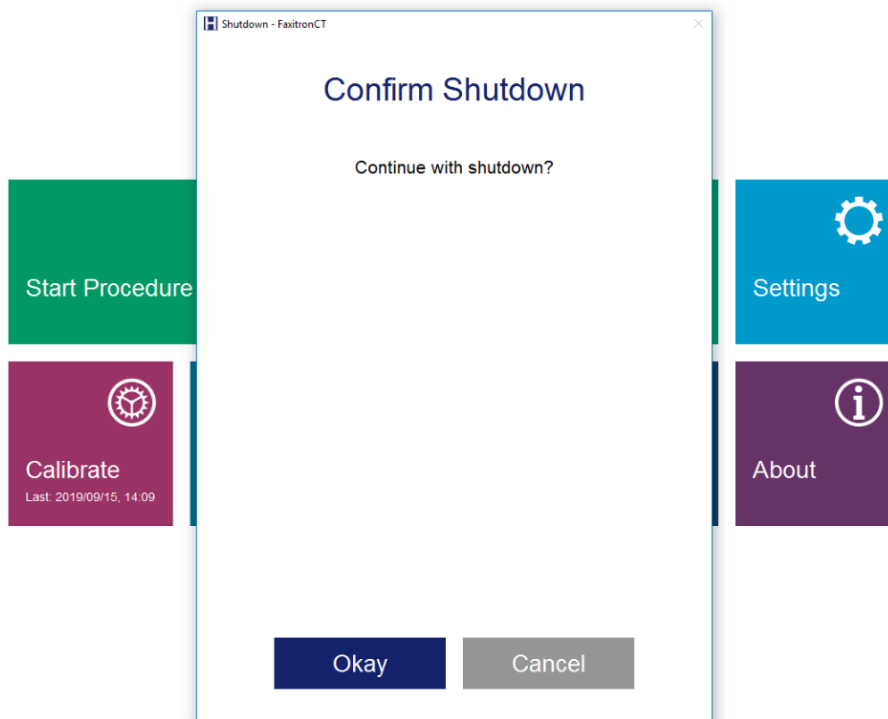 Shutdown - FaxitronCT
Confirm Shutdown
Continue with shutdown?
Start Procedure
Settings
Calibrate
Last: 2019/09/15, 14:09
About
Okay
Cancel